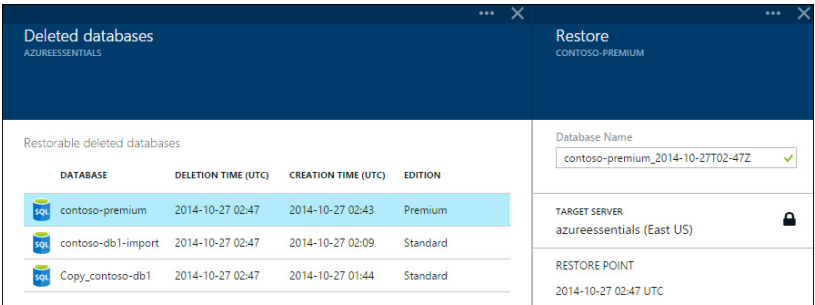 Deleted databases
AZUREESSENTIALS
Restorable deleted databases
DATABASE DELETION TIME (UTC) CREATION TIME (UTC) EDITION
SQL contoso-premium 2014-10-27 02:47 2014-10-27 02:43 Premium
SQL contoso-db1-import 2014-10-27 02:47 2014-10-27 02:09 Standard
SQL Copy_contoso-db1 2014-10-27 02:47 2014-10-27 01:44 Standard
Restore
CONTOSO-PREMIUM
Database Name
contoso-premium_2014-10-27T02-47Z
TARGET SERVER
azureessentials (East US)
RESTORE POINT
2014-10-27 02:47 UTC